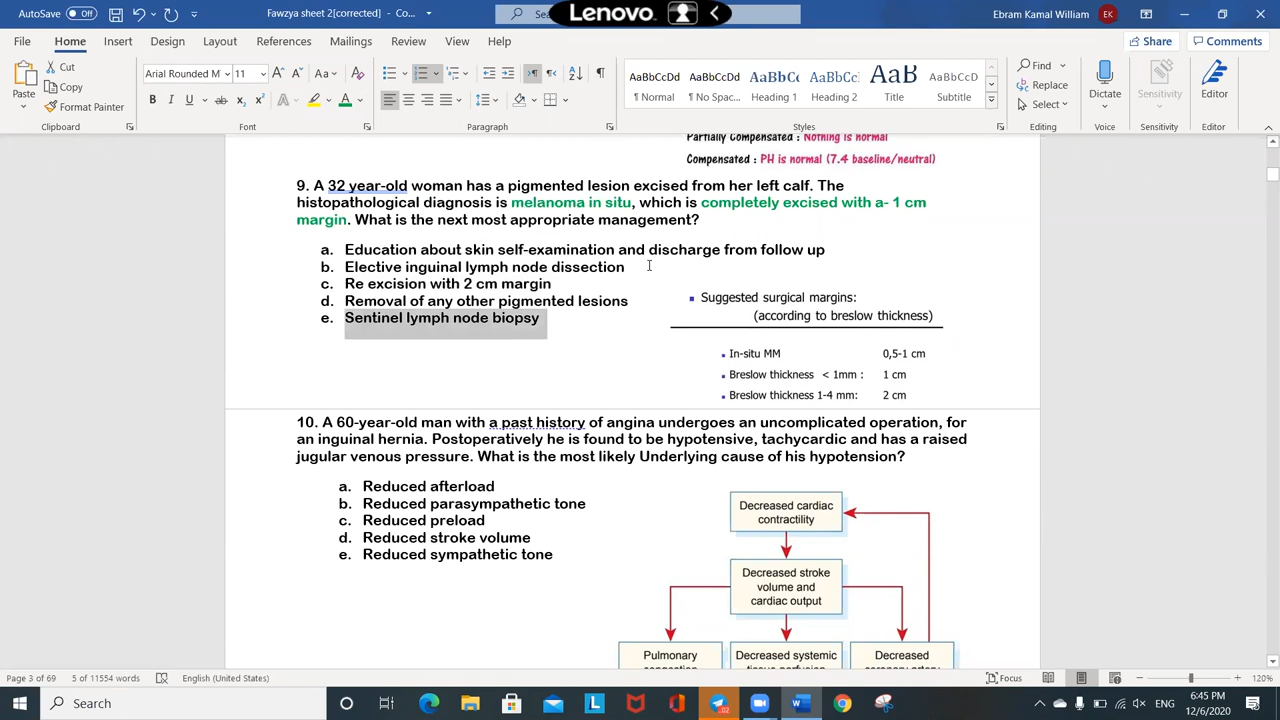 AutoSave Off Fawzya sheet 2[corrected] Saved Lenovo Ebram Kamal William EK
File Home Insert Design Layout References Mailings Review View Help Share Comments
Paste Cut Copy Format Painter
Arial Rounded M 11
AaBbCcDd AaBbCcDd AaBbCc AaBbCcl AaB AaBbCcD
¶ Normal ¶ No Spac... Heading 1 Heading 2 Title Subtitle
Find Replace Select Dictate Sensitivity Editor
Clipboard Font Paragraph Styles Editing Voice Sensitivity Editor
Partially Compensated : Nothing is normal
Compensated : PH is normal (7.4 baseline/neutral)
9. A 32 year-old woman has a pigmented lesion excised from her left calf. The
histopathological diagnosis is melanoma in situ, which is completely excised with a- 1 cm
margin. What is the next most appropriate management?
a. Education about skin self-examination and discharge from follow up
b. Elective inguinal lymph node dissection
c. Re excision with 2 cm margin
d. Removal of any other pigmented lesions
e. Sentinel lymph node biopsy
Suggested surgical margins:
(according to breslow thickness)
In-situ MM 0,5-1 cm
Breslow thickness < 1mm : 1 cm
Breslow thickness 1-4 mm: 2 cm
10. A 60-year-old man with a past history of angina undergoes an uncomplicated operation, for
an inguinal hernia. Postoperatively he is found to be hypotensive, tachycardic and has a raised
jugular venous pressure. What is the most likely Underlying cause of his hypotension?
a. Reduced afterload
b. Reduced parasympathetic tone
c. Reduced preload
d. Reduced stroke volume
e. Reduced sympathetic tone
Decreased cardiac
contractility
Decreased stroke
volume and
cardiac output
Pulmonary
Decreased systemic
Decreased
Page 3 of 69 5 of 11554 words English (United States) Focus 120%
Search
6:45 PM
12/6/2020